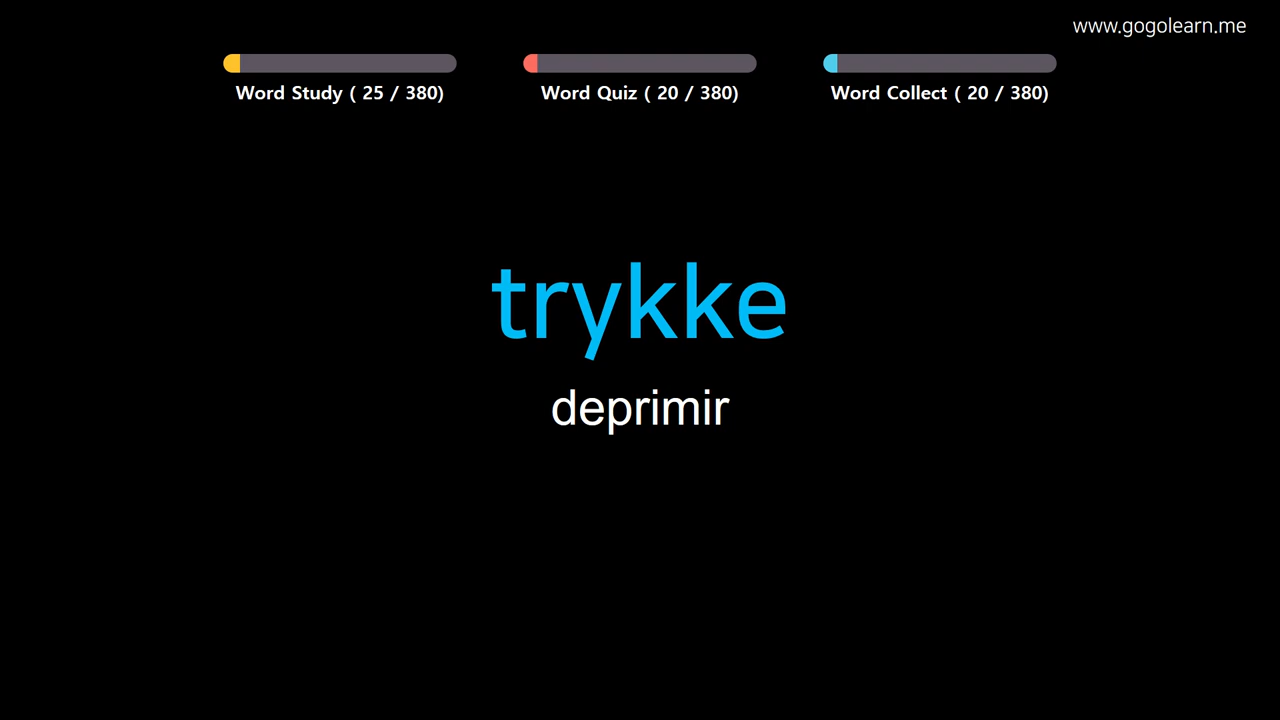 www.gogolearn.me
Word Study ( 25 / 380)
Word Quiz ( 20 / 380)
Word Collect ( 20 / 380)
trykke
deprimir